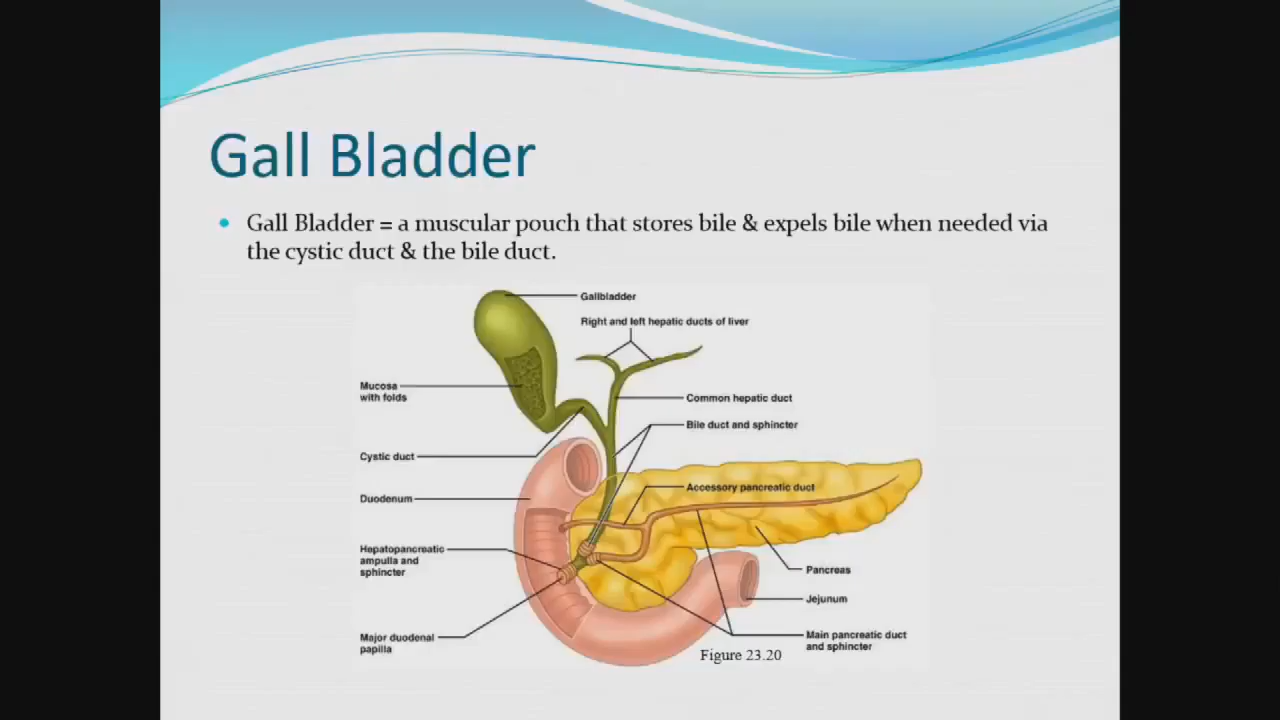 Gall Bladder
Gall Bladder = a muscular pouch that stores bile & expels bile when needed via
the cystic duct & the bile duct.
Gallbladder
Right and left hepatic ducts of liver
Mucosa
with folds
Common hepatic duct
Bile duct and sphincter
Cystic duct
Accessory pancreatic duct
Duodenum
Hepatopancreatic
ampulla and
sphincter
Pancreas
Jejunum
Major duodenal
papilla
Main pancreatic duct
and sphincter
Figure 23.20